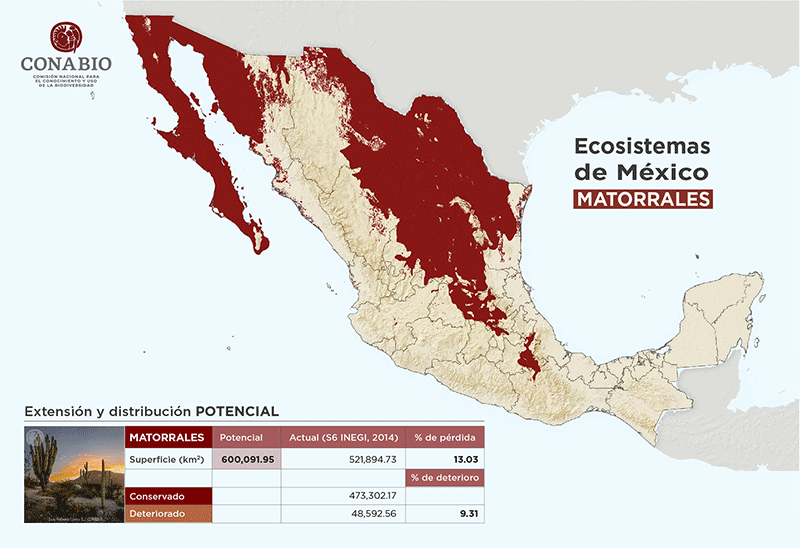 CONABIO
COMISIÓN NACIONAL PARA
EL CONOCIMIENTO Y USO
DE LA BIODIVERSIDAD
Ecosistemas
de México
MATORRALES
Extensión y distribución POTENCIAL
MATORRALES Potencial Actual (S6 INEGI, 2014) % de pérdida
Superficie (km²) 600,091.95 521,894.73 13.03
% de deterioro
Conservado 473,302.17
Deteriorado 48,592.56 9.31